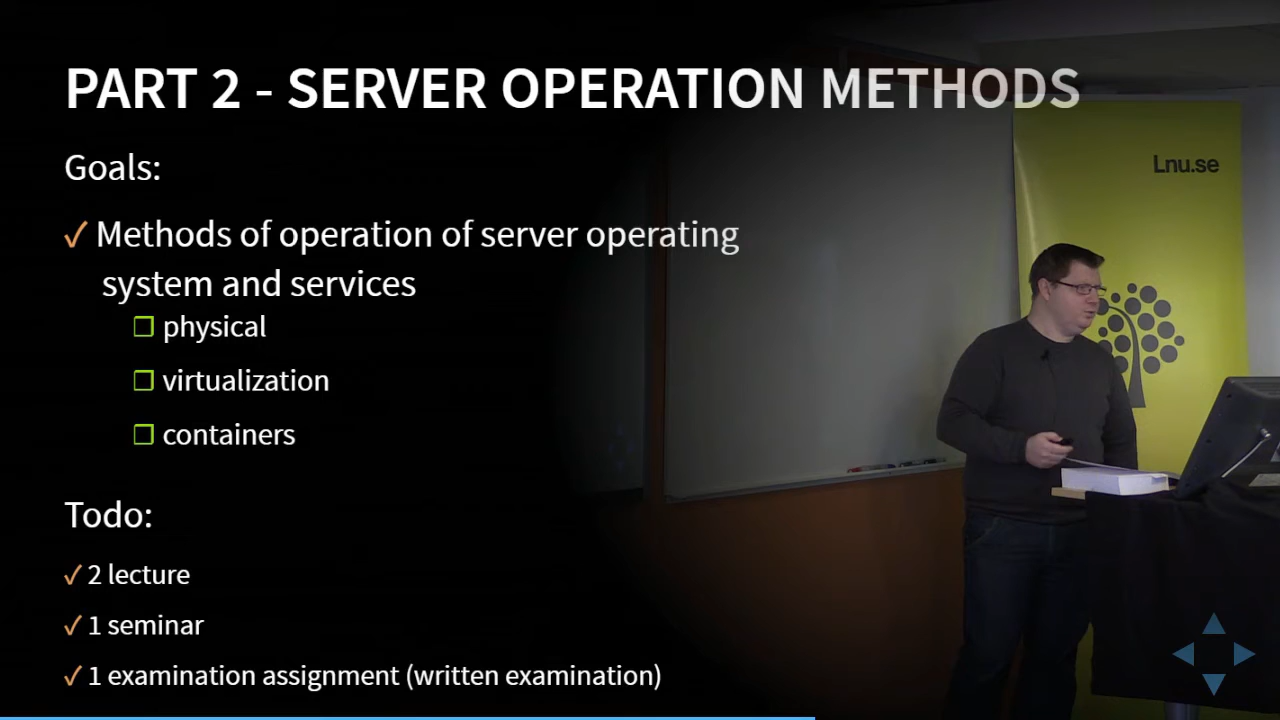 PART 2 - SERVER OPERATION METHODS
Goals:
✓ Methods of operation of server operating
system and services
❐ physical
❐ virtualization
❐ containers
Todo:
✓ 2 lecture
✓ 1 seminar
✓ 1 examination assignment (written examination)
Lnu.se